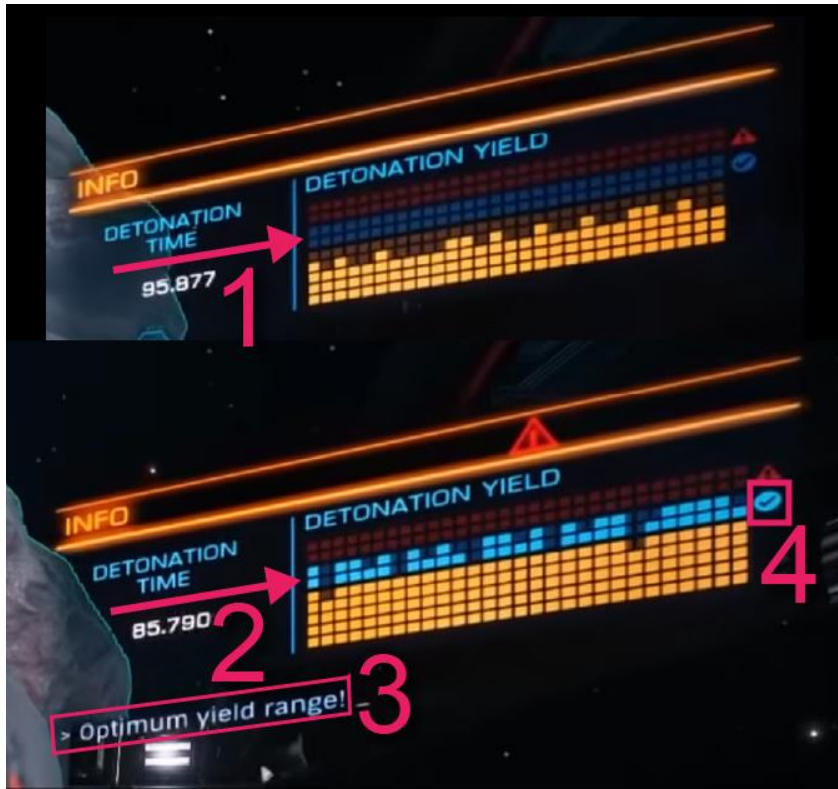 DETONATION YIELD
INFO
DETONATION
TIME
95.877
1
DETONATION YIELD
INFO
DETONATION
TIME
85.790
2
4
> Optimum yield range!_
3